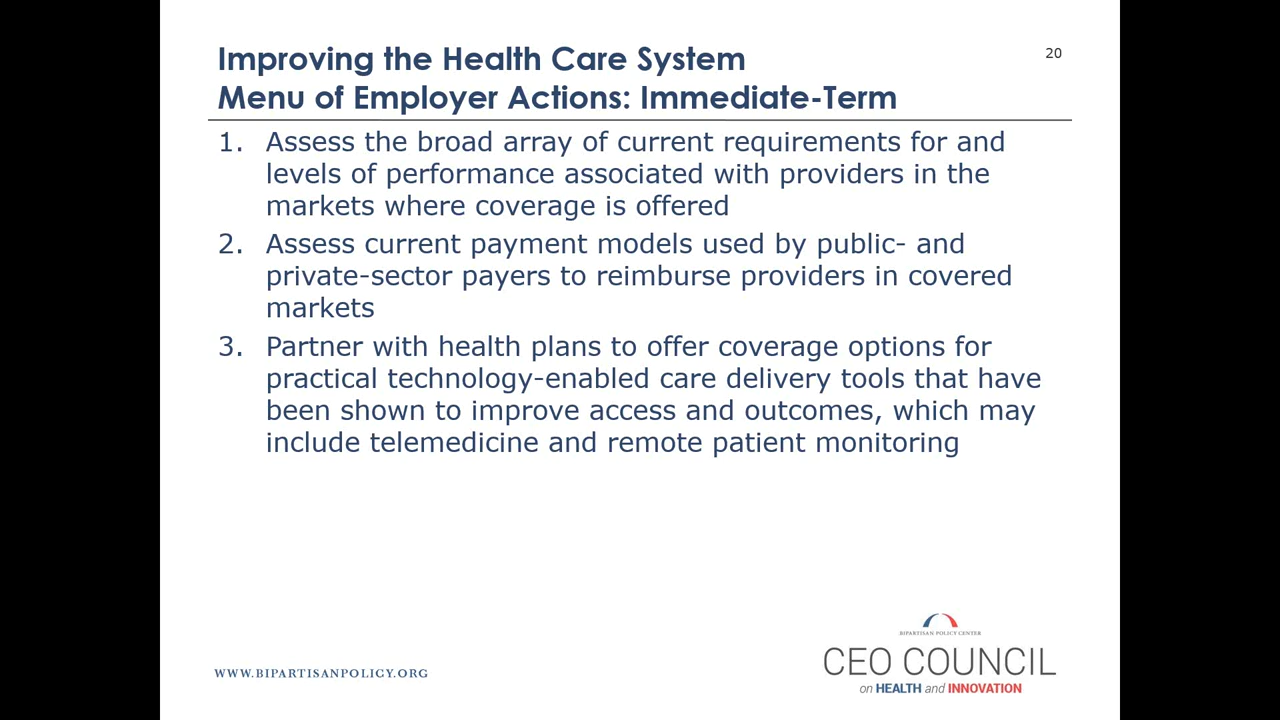 Improving the Health Care System
20
Menu of Employer Actions: Immediate-Term
1. Assess the broad array of current requirements for and
levels of performance associated with providers in the
markets where coverage is offered
2. Assess current payment models used by public- and
private-sector payers to reimburse providers in covered
markets
3. Partner with health plans to offer coverage options for
practical technology-enabled care delivery tools that have
been shown to improve access and outcomes, which may
include telemedicine and remote patient monitoring
BIPARTISAN POLICY CENTER
CEO COUNCIL
on HEALTH and INNOVATION
WWW.BIPARTISANPOLICY.ORG